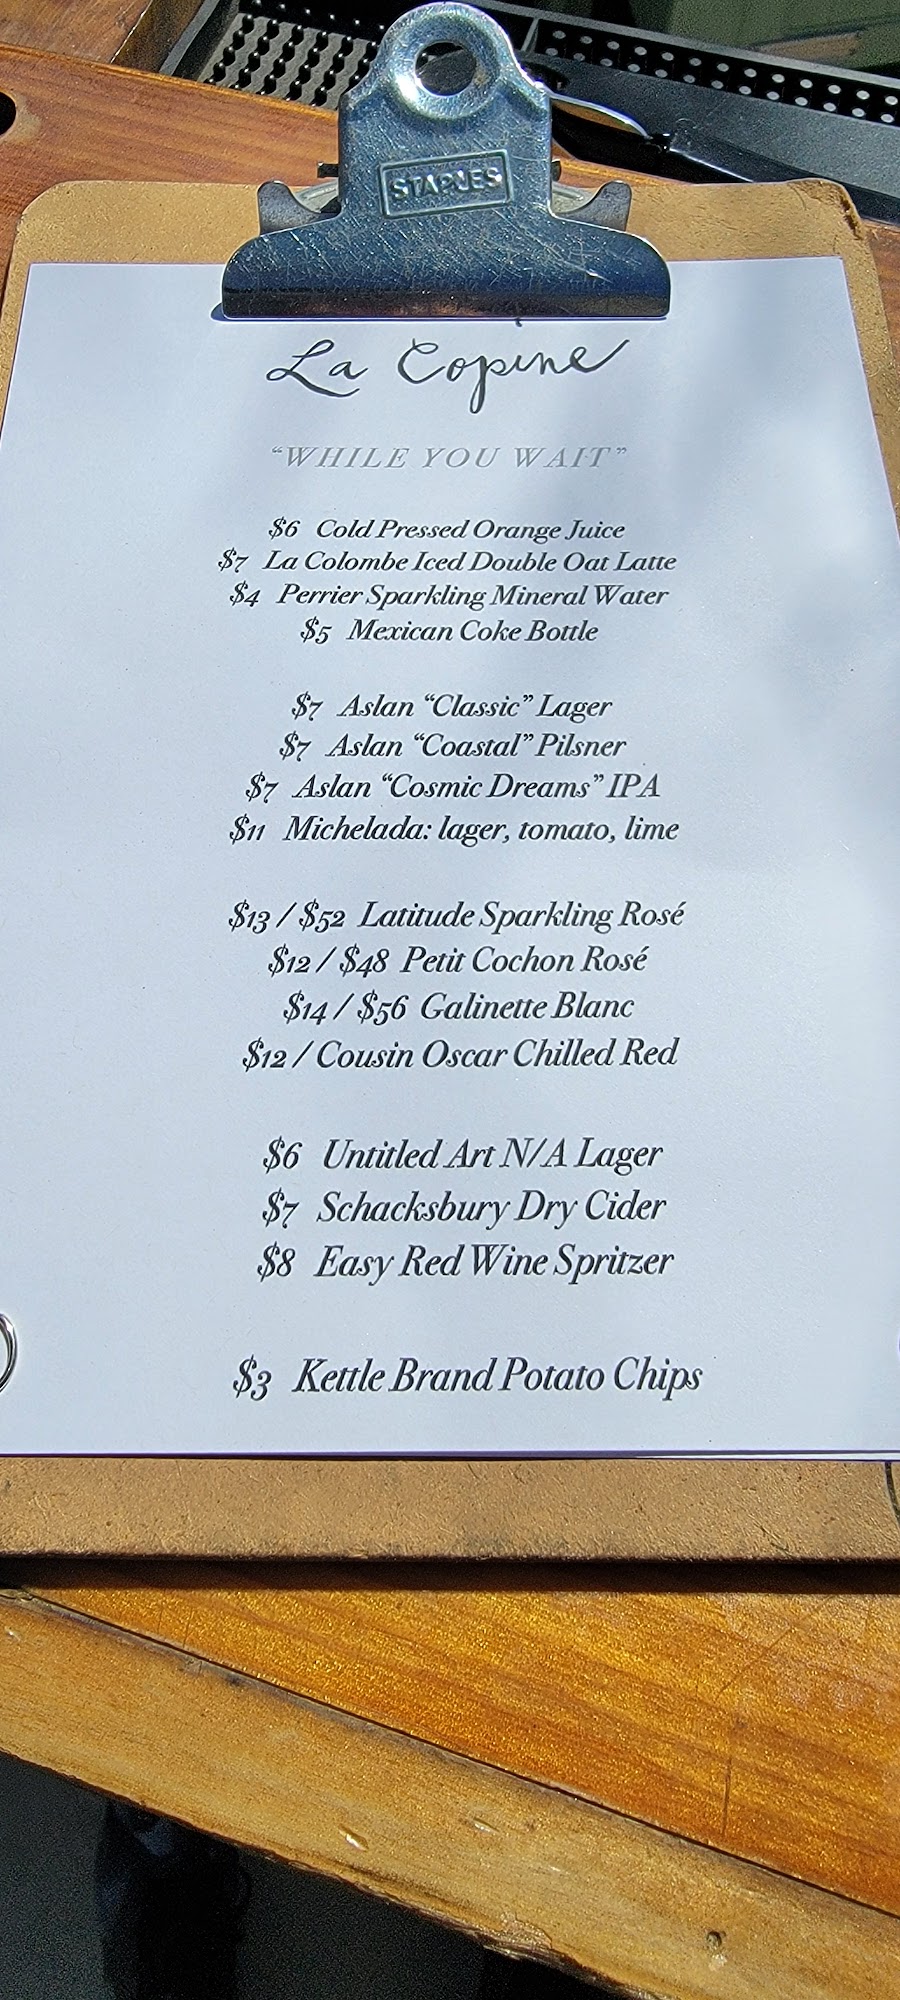 STAPLES
La Copine
"WHILE YOU WAIT"
$6 Cold Pressed Orange Juice
$7 La Colombe Iced Double Oat Latte
$4 Perrier Sparkling Mineral Water
$5 Mexican Coke Bottle
$7 Aslan "Classic" Lager
$7 Aslan "Coastal" Pilsner
$7 Aslan "Cosmic Dreams" IPA
$11 Michelada: lager, tomato, lime
$13 / $52 Latitude Sparkling Rosé
$12 / $48 Petit Cochon Rosé
$14 / $56 Galinette Blanc
$12 / Cousin Oscar Chilled Red
$6 Untitled Art N/A Lager
$7 Schacksbury Dry Cider
$8 Easy Red Wine Spritzer
$3 Kettle Brand Potato Chips